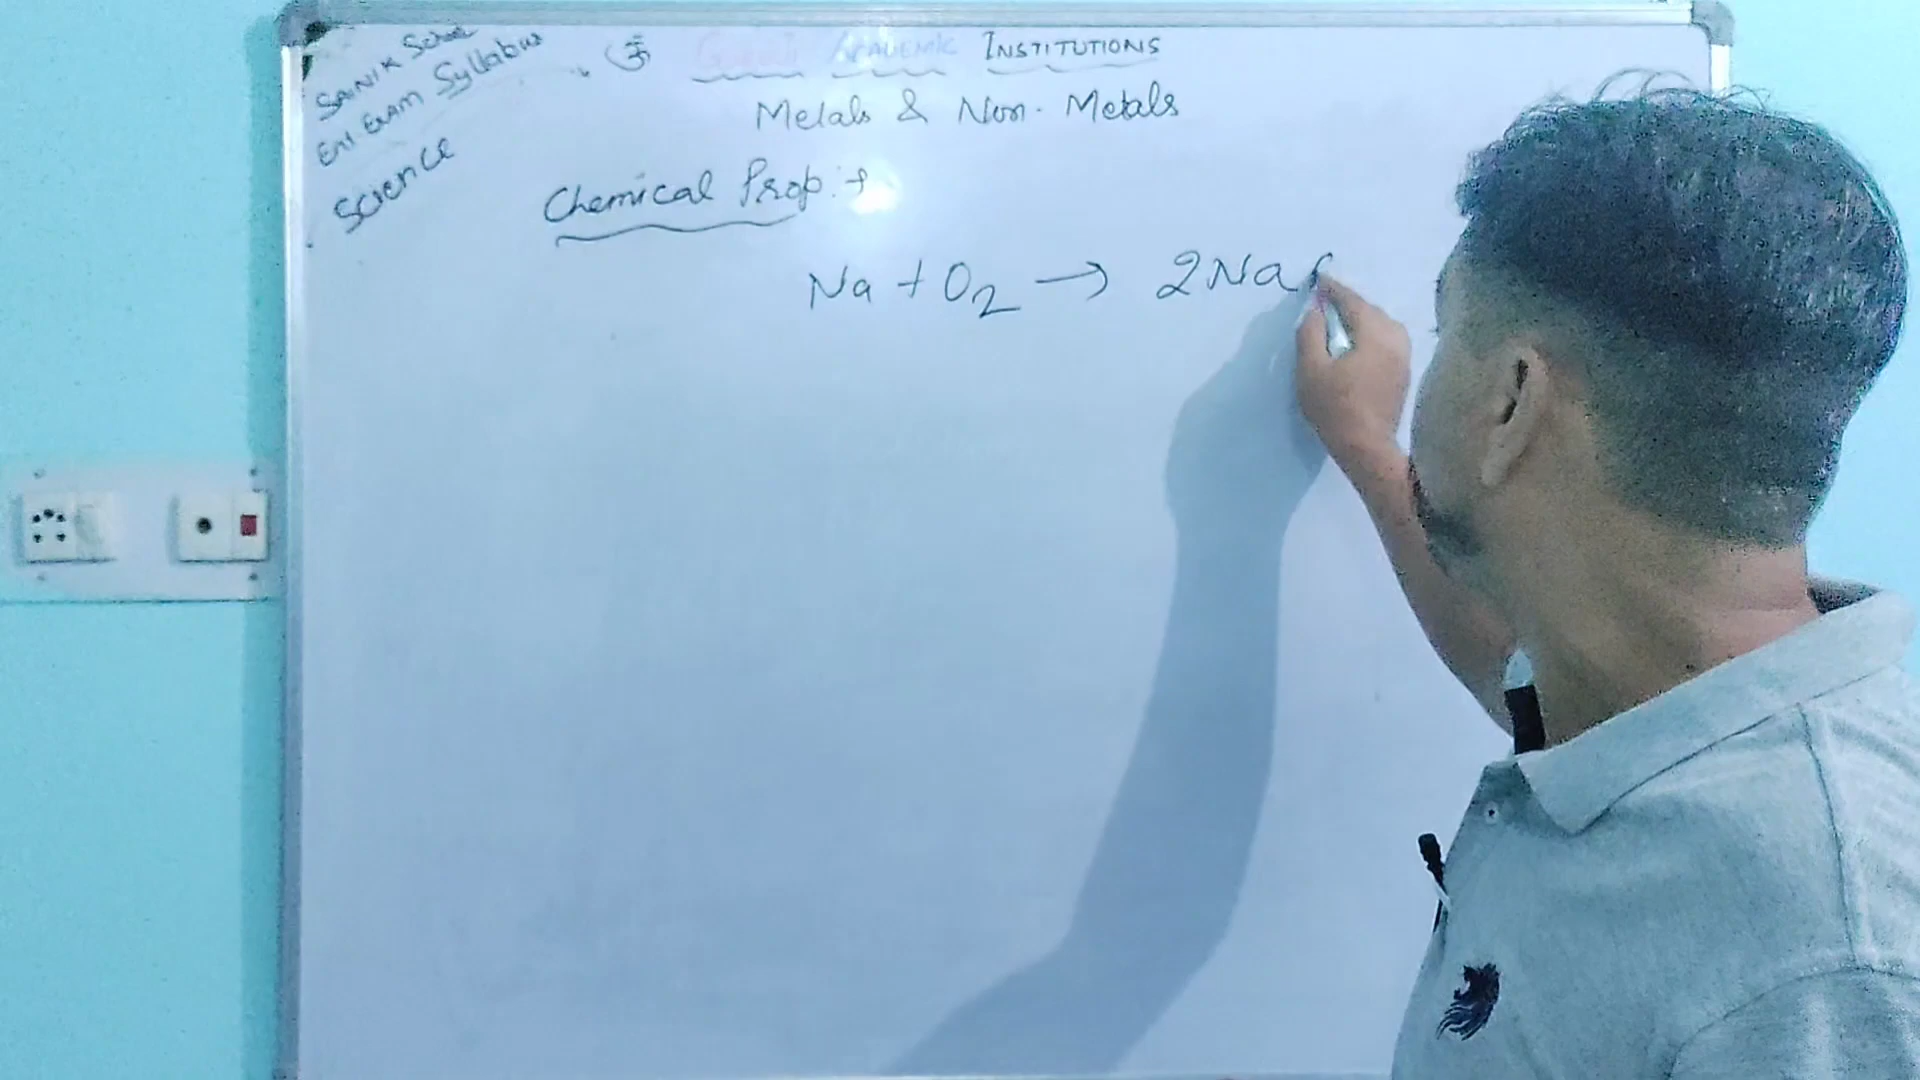 SAINIK School
Ent EXAM Syllabus
Science
ॐ
ACADEMIC INSTITUTIONS
Metals & Non-Metals
Chemical Prop:-
Na + O2 → 2Na